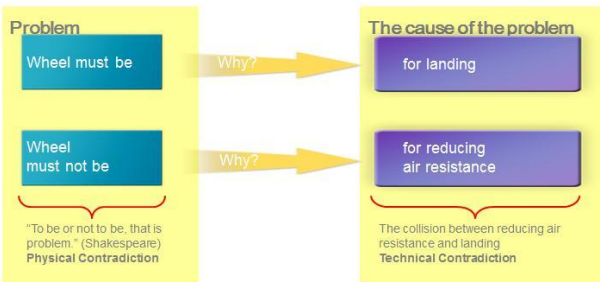 Problem
The cause of the problem
Wheel must be
Why?
for landing
Wheel
must not be
Why?
for reducing
air resistance
"To be or not to be, that is
problem." (Shakespeare)
Physical Contradiction
The collision between reducing air
resistance and landing
Technical Contradiction